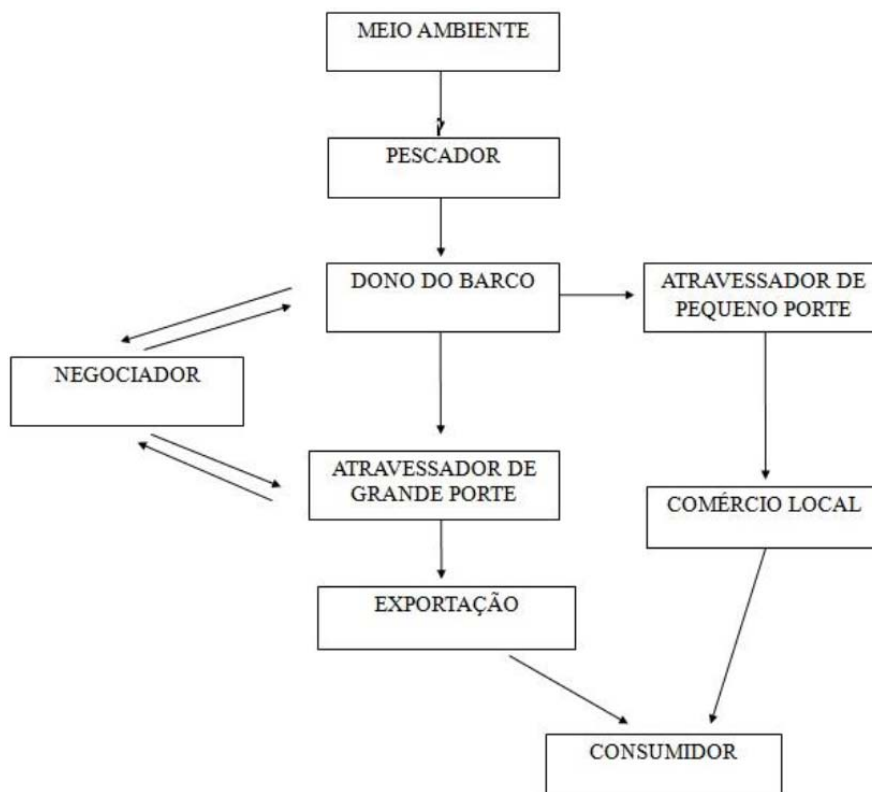 MEIO AMBIENTE
PESCADOR
DONO DO BARCO
ATRAVESSADOR DE
PEQUENO PORTE
NEGOCIADOR
ATRAVESSADOR DE
GRANDE PORTE
COMÉRCIO LOCAL
EXPORTAÇÃO
CONSUMIDOR